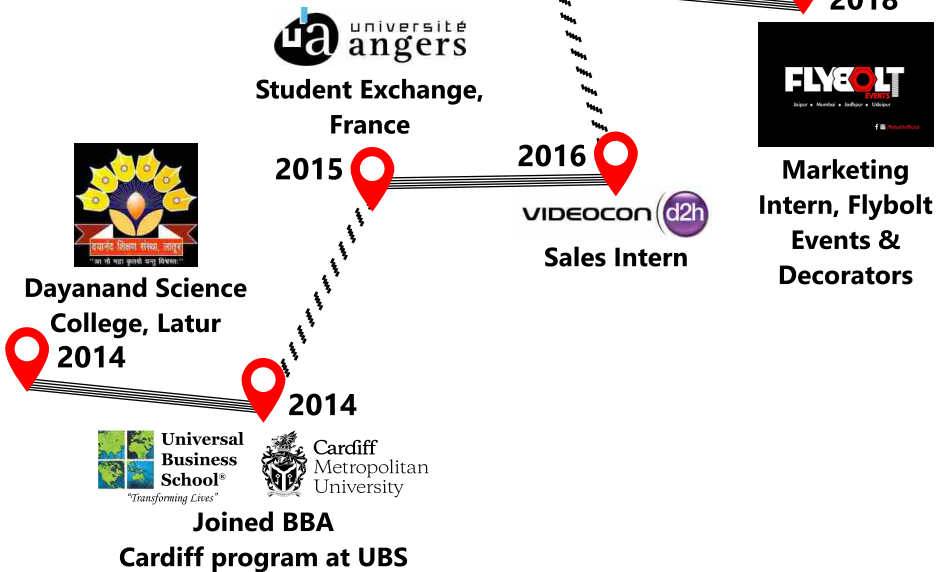 université
angers
Student Exchange,
France
2015
2016
VIDEOCON d2h
Sales Intern
2018
FLYBOLT
EVENTS
Jaipur • Mumbai • Jodhpur • Udaipur
Marketing
Intern, Flybolt
Events &
Decorators
दयानंद शिक्षण संस्था, लातूर
Dayanand Science
College, Latur
2014
2014
Universal
Business
School®
“Transforming Lives”
Cardiff
Metropolitan
University
Joined BBA
Cardiff program at UBS